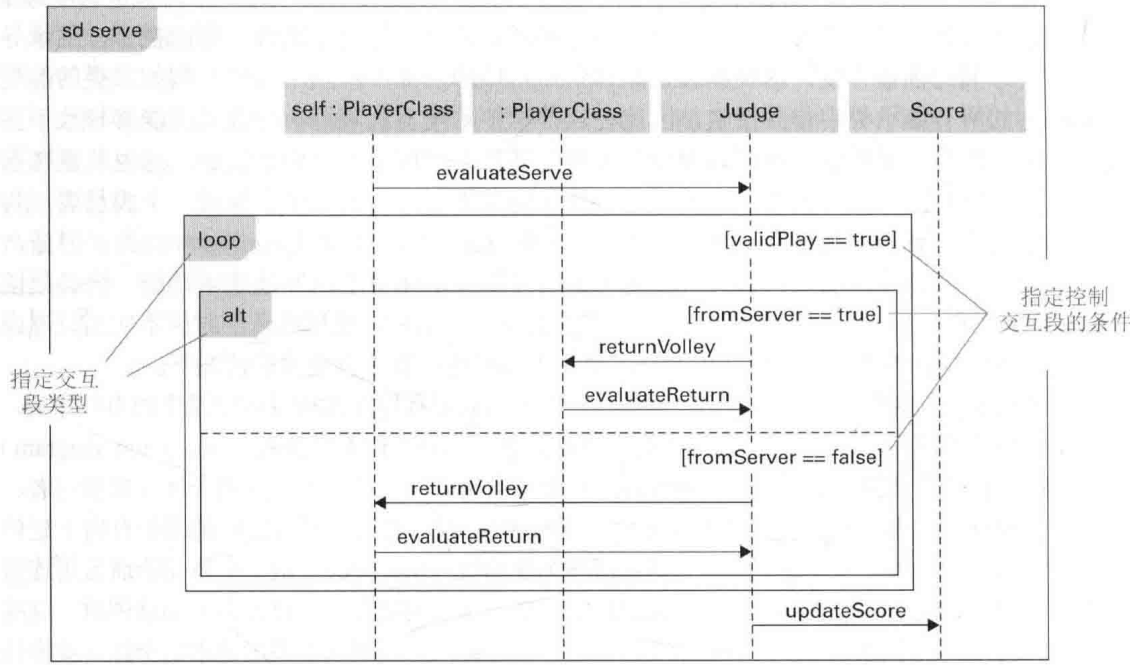 sd serve
self : PlayerClass
: PlayerClass
Judge
Score
evaluateServe
loop
[validPlay == true]
alt
[fromServer == true]
指定控制
交互段的条件
returnVolley
指定交互
段类型
evaluateReturn
[fromServer == false]
returnVolley
evaluateReturn
updateScore